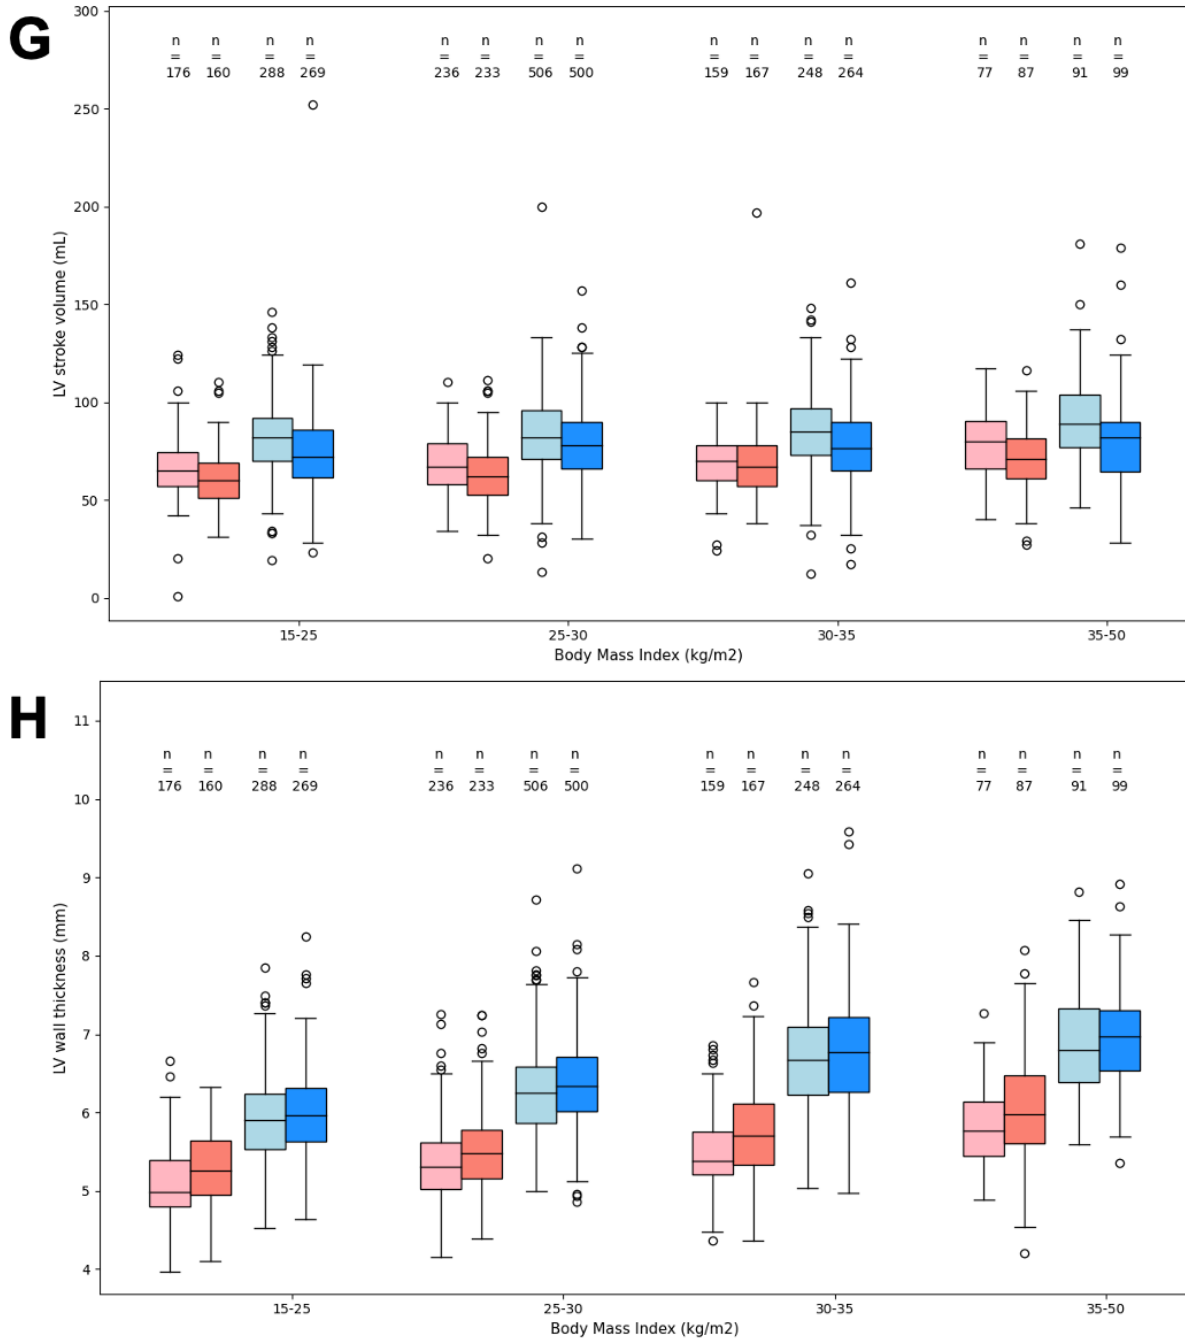 G
300
n n n n n n n n n n n n n n n n
= = = = = = = = = = = = = = = =
176 160 288 269 236 233 506 500 159 167 248 264 77 87 91 99
250
200
150
100
50
0
LV stroke volume (mL)
15-25 25-30 30-35 35-50
Body Mass Index (kg/m2)
H
11
n n n n n n n n n n n n n n n n
= = = = = = = = = = = = = = = =
176 160 288 269 236 233 506 500 159 167 248 264 77 87 91 99
10
9
8
7
6
5
4
LV wall thickness (mm)
15-25 25-30 30-35 35-50
Body Mass Index (kg/m2)